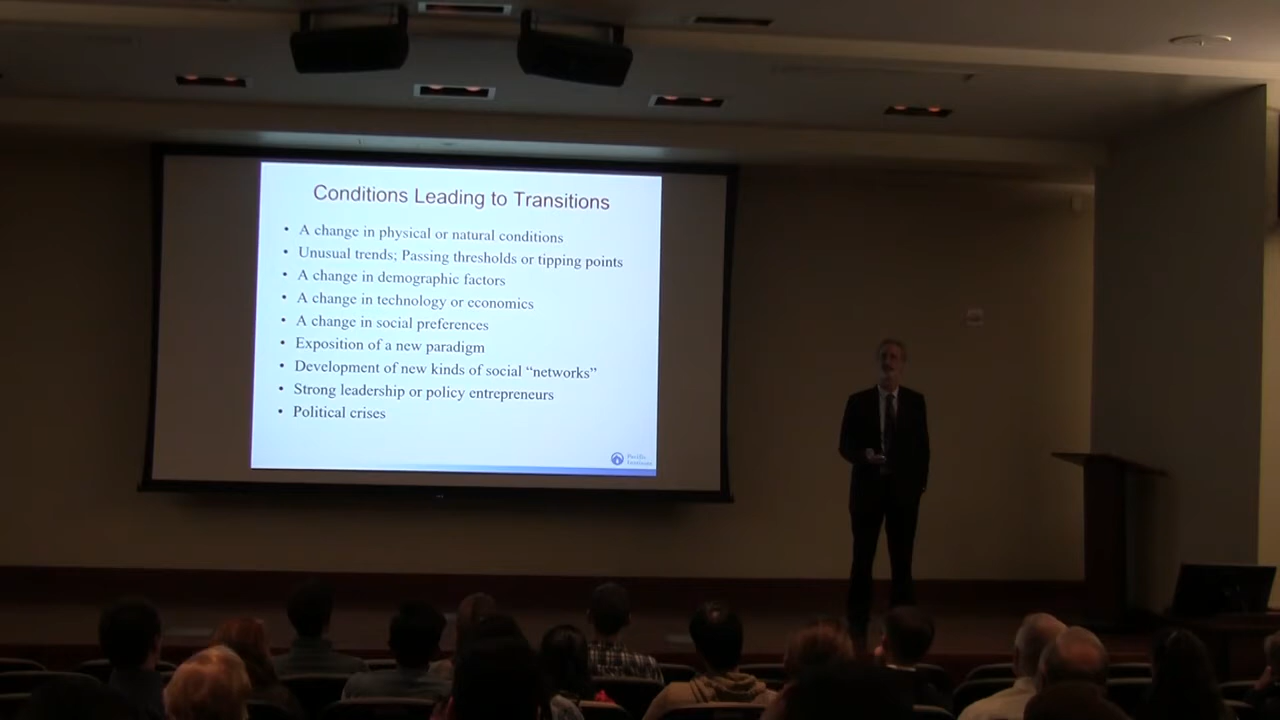 Conditions Leading to Transitions
• A change in physical or natural conditions
• Unusual trends; Passing thresholds or tipping points
• A change in demographic factors
• A change in technology or economics
• A change in social preferences
• Exposition of a new paradigm
• Development of new kinds of social “networks”
• Strong leadership or policy entrepreneurs
• Political crises
Pacific
Institute